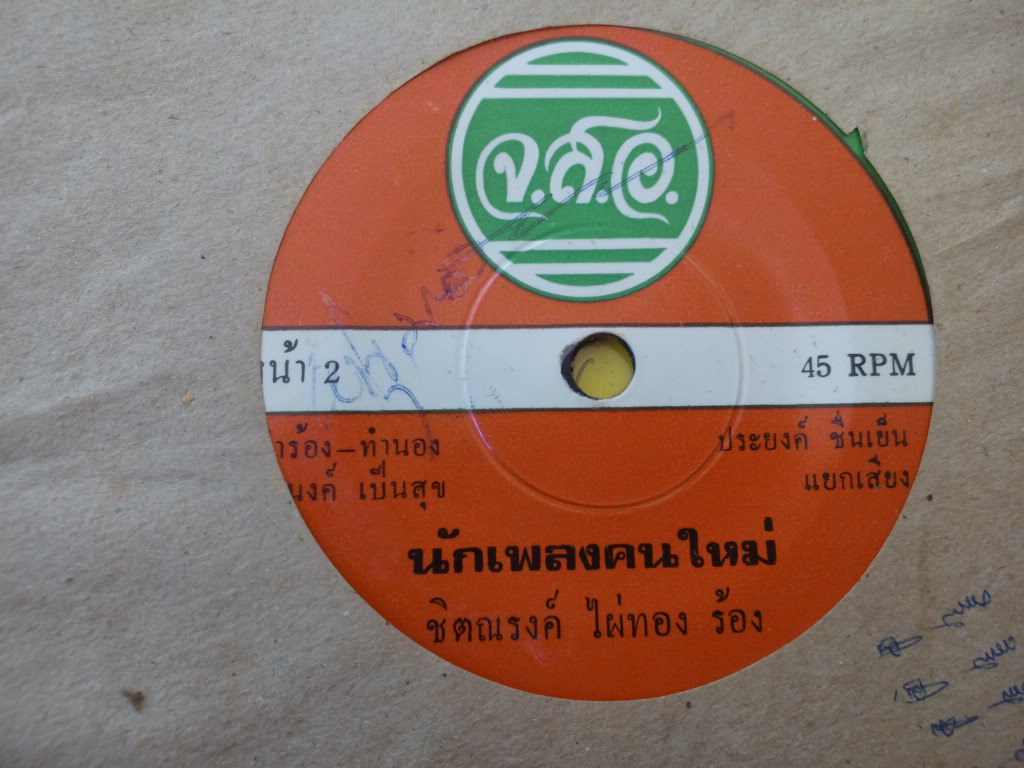 จ.ส.อ.
หน้า 2
45 RPM
ร้อง–ทำนอง
ประยงค์ ชื่นเย็น
นงค์ เป็นสุข
แยกเสียง
นักเพลงคนใหม่
ชิตณรงค์ ไผ่ทอง ร้อง